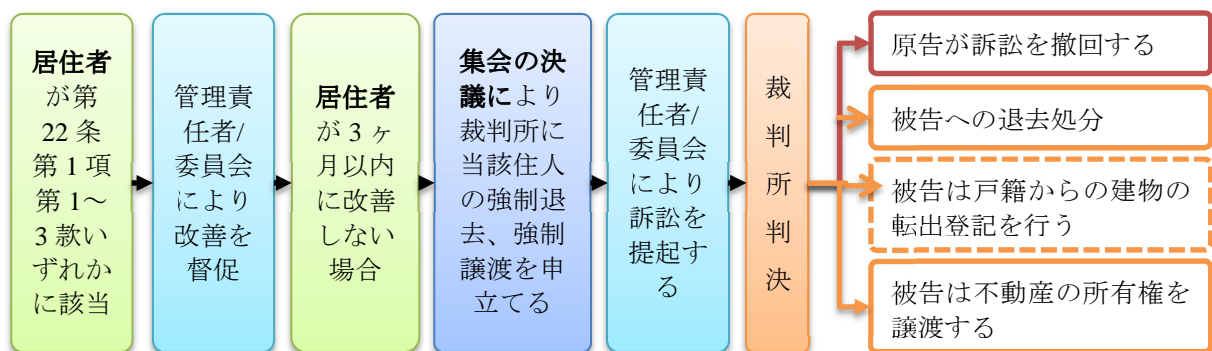 居住者
が第
22 条
第 1 項
第 1～
3 款い
ずれか
に該当
管理責
任者/
委員会
により
改善を
督促
居住者
が 3 ヶ
月以内
に改善
しない
場合
集会の決
議により
裁判所に
当該住人
の強制退
去、強制
譲渡を申
立てる
管理責
任者/
委員会
により
訴訟を
提起す
る
裁
判
所
判
決
原告が訴訟を撤回する
被告への退去処分
被告は戸籍からの建物の
転出登記を行う
被告は不動産の所有権を
譲渡する